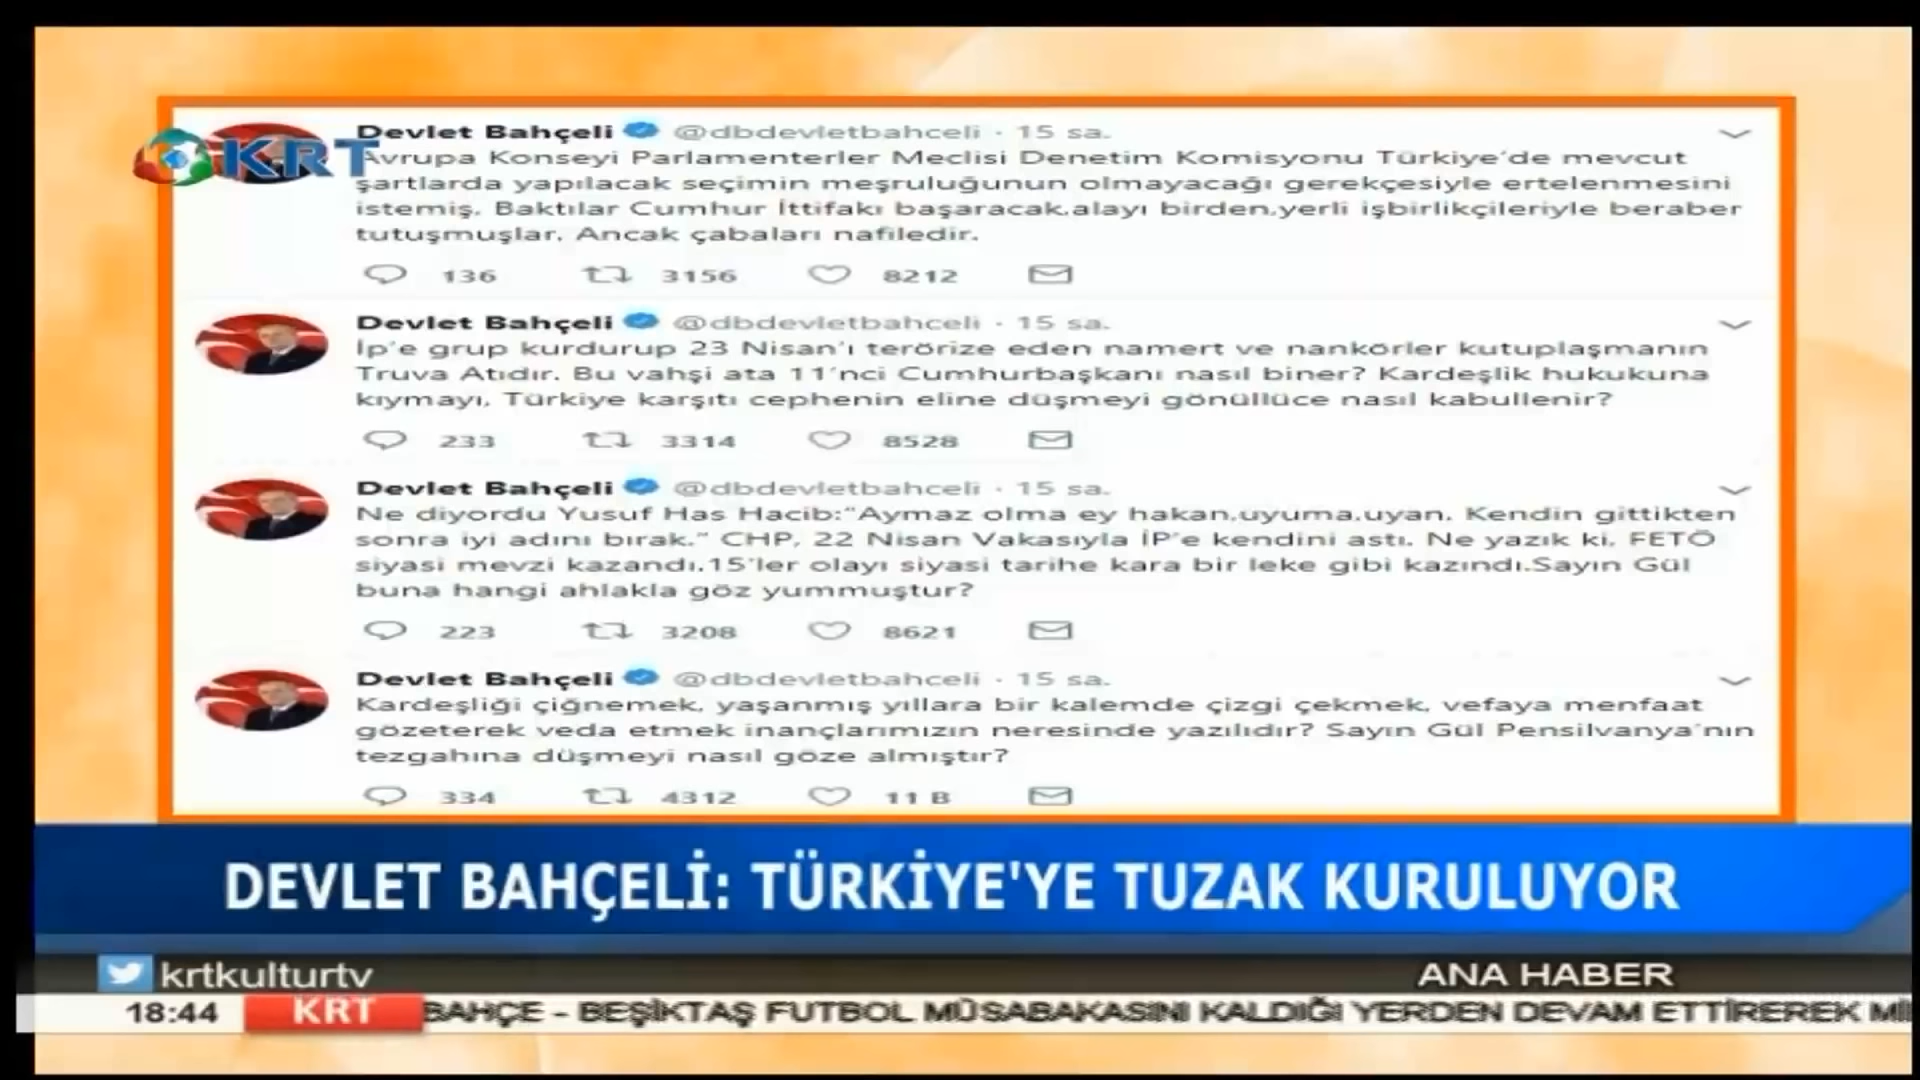 KRT
Devlet Bahçeli @dbdevletbahceli · 15 sa.
Avrupa Konseyi Parlamenterler Meclisi Denetim Komisyonu Türkiye'de mevcut
şartlarda yapılacak seçimin meşruluğunun olmayacağı gerekçesiyle ertelenmesini
istemiş. Baktılar Cumhur İttifakı başaracak,alayı birden,yerli işbirlikçileriyle beraber
tutuşmuşlar. Ancak çabaları nafiledir.
136 3156 8212
Devlet Bahçeli @dbdevletbahceli · 15 sa.
İp'e grup kurdurup 23 Nisan'ı terörize eden namert ve nankörler kutuplaşmanın
Truva Atıdır. Bu vahşi ata 11'nci Cumhurbaşkanı nasıl biner? Kardeşlik hukukuna
kıymayı, Türkiye karşıtı cephenin eline düşmeyi gönüllüce nasıl kabullenir?
233 3314 8528
Devlet Bahçeli @dbdevletbahceli · 15 sa.
Ne diyordu Yusuf Has Hacib:"Aymaz olma ey hakan,uyuma,uyan. Kendin gittikten
sonra iyi adını bırak." CHP, 22 Nisan Vakasıyla İP'e kendini astı. Ne yazık ki, FETÖ
siyasi mevzi kazandı.15'ler olayı siyasi tarihe kara bir leke gibi kazındı.Sayın Gül
buna hangi ahlakla göz yummuştur?
223 3208 8621
Devlet Bahçeli @dbdevletbahceli · 15 sa.
Kardeşliği çiğnemek, yaşanmış yıllara bir kalemde çizgi çekmek, vefaya menfaat
gözeterek veda etmek inançlarımızın neresinde yazılıdır? Sayın Gül Pensilvanya'nın
tezgahına düşmeyi nasıl göze almıştır?
334 4312 11 B
DEVLET BAHÇELİ: TÜRKİYE'YE TUZAK KURULUYOR
krtkulturtv ANA HABER
18:44 KRT BAHÇE - BEŞİKTAŞ FUTBOL MÜSABAKASINI KALDIĞI YERDEN DEVAM ETTİREREK